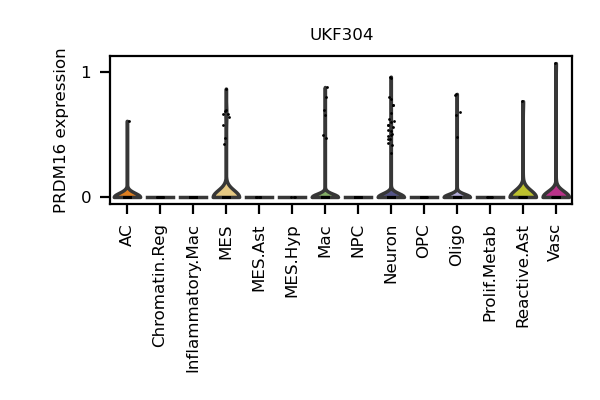 UKF304
PRDM16 expression
1
0
AC
Chromatin.Reg
Inflammatory.Mac
MES
MES.Ast
MES.Hyp
Mac
NPC
Neuron
OPC
Oligo
Prolif.Metab
Reactive.Ast
Vasc